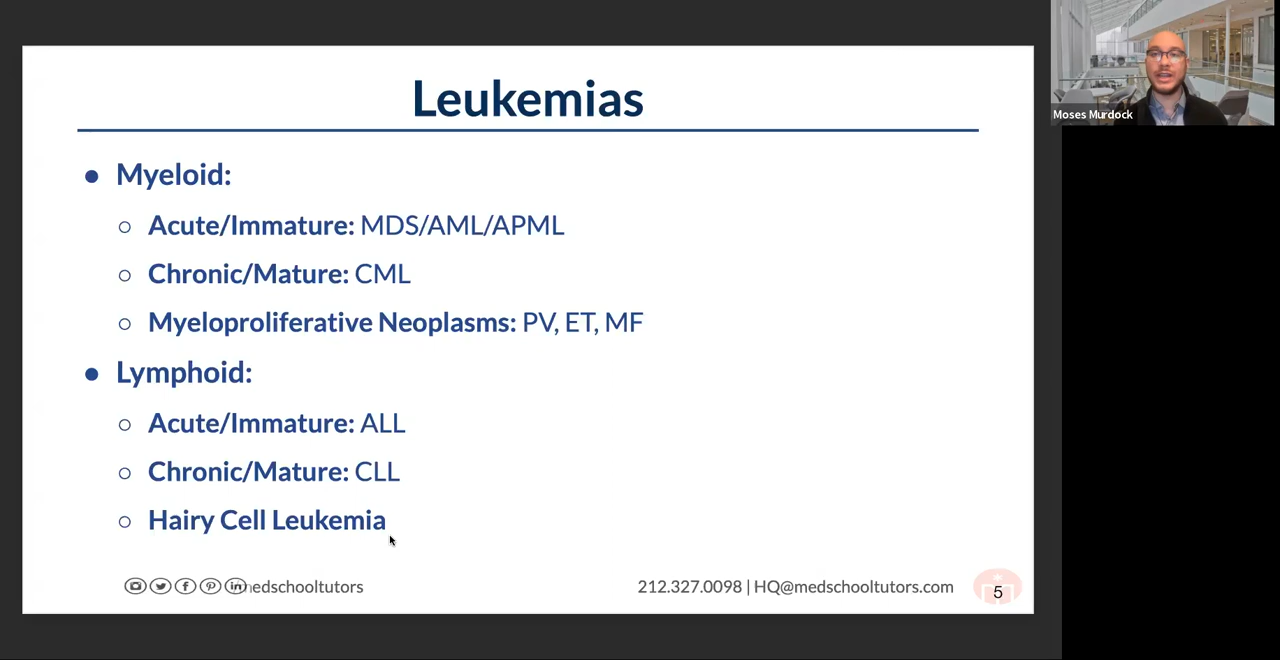 Leukemias
● Myeloid:
○ Acute/Immature: MDS/AML/APML
○ Chronic/Mature: CML
○ Myeloproliferative Neoplasms: PV, ET, MF
● Lymphoid:
○ Acute/Immature: ALL
○ Chronic/Mature: CLL
○ Hairy Cell Leukemia
medschooltutors
212.327.0098 | HQ@medschooltutors.com
5
Moses Murdock